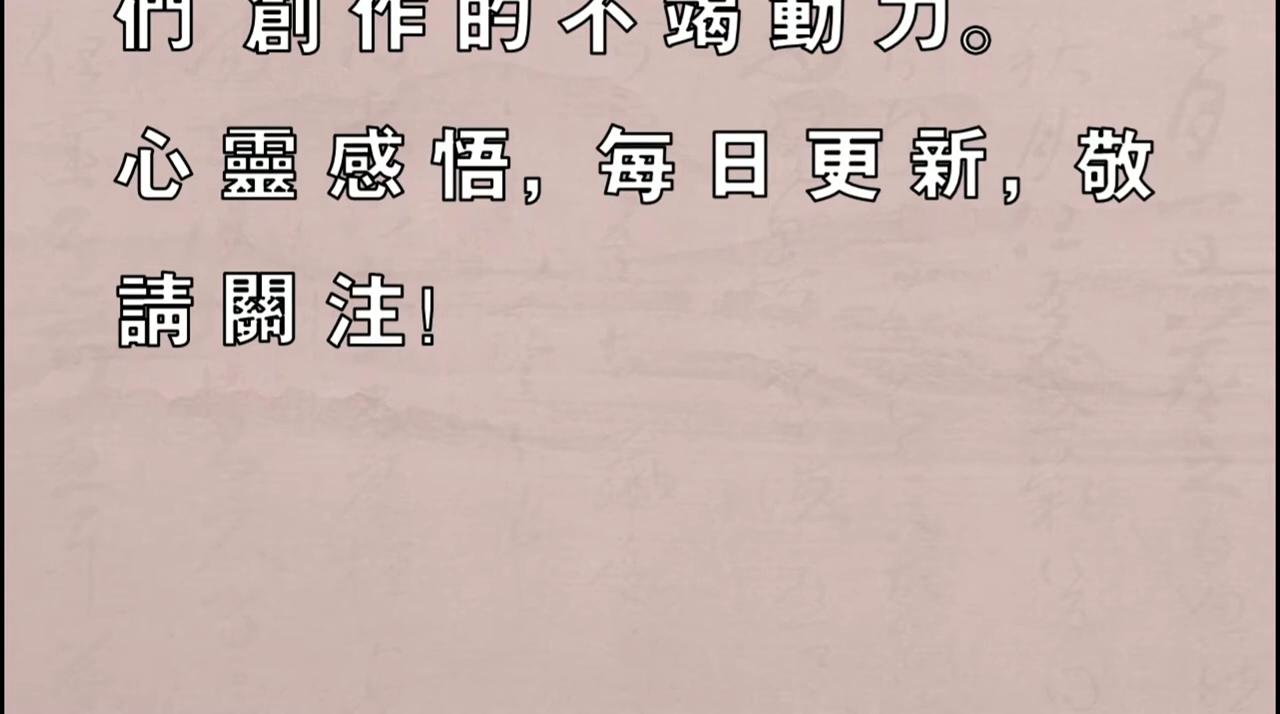 們 創作的不竭動力。
心靈感悟, 每日更新, 敬
請關注!